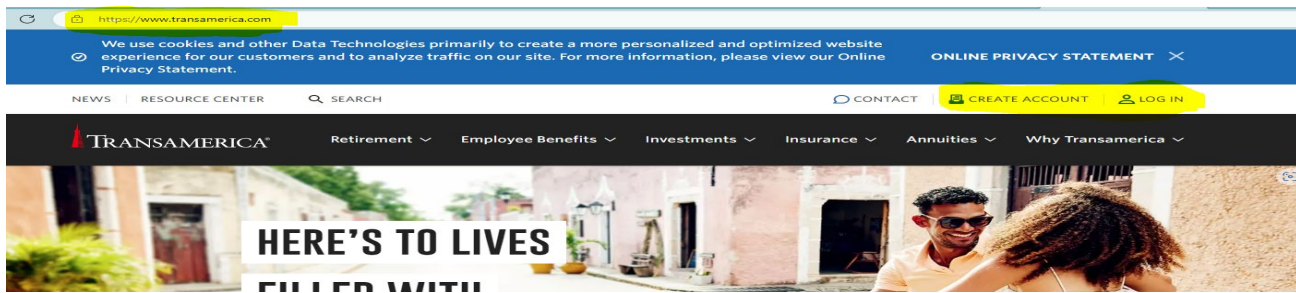 https://www.transamerica.com
We use cookies and other Data Technologies primarily to create a more personalized and optimized website
experience for our customers and to analyze traffic on our site. For more information, please view our Online
Privacy Statement.
ONLINE PRIVACY STATEMENT
NEWS RESOURCE CENTER SEARCH CONTACT CREATE ACCOUNT LOG IN
TRANSAMERICA® Retirement Employee Benefits Investments Insurance Annuities Why Transamerica
HERE'S TO LIVES
FILLED WITH